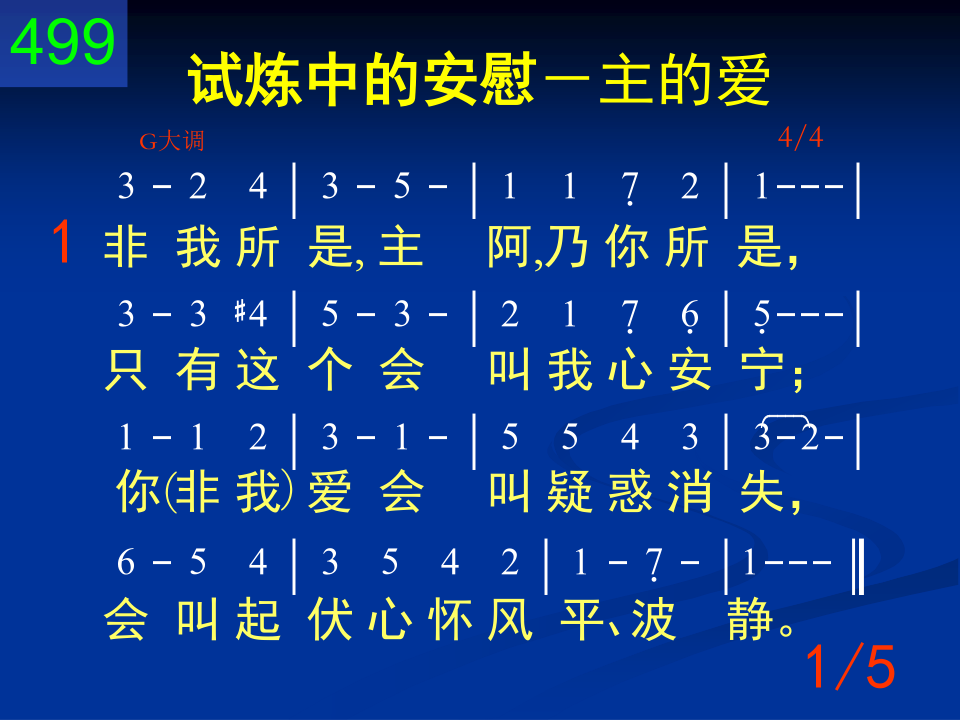 499
试炼中的安慰－主的爱
G大调 4/4
3 - 2 4 | 3 - 5 - | 1 1 7̣ 2 | 1 - - - |
1 非 我 所 是, 主 阿,乃 你 所 是，
3 - 3 #4 | 5 - 3 - | 2 1 7̣ 6̣ | 5̣ - - - |
只 有 这 个 会 叫 我 心 安 宁；
1 - 1 2 | 3 - 1 - | 5 5 4 3 | 3 - 2 - |
你(非 我) 爱 会 叫 疑 惑 消 失，
6 - 5 4 | 3 5 4 2 | 1 - 7̣ - | 1 - - - ‖
会 叫 起 伏 心 怀 风 平、波 静。
1/5